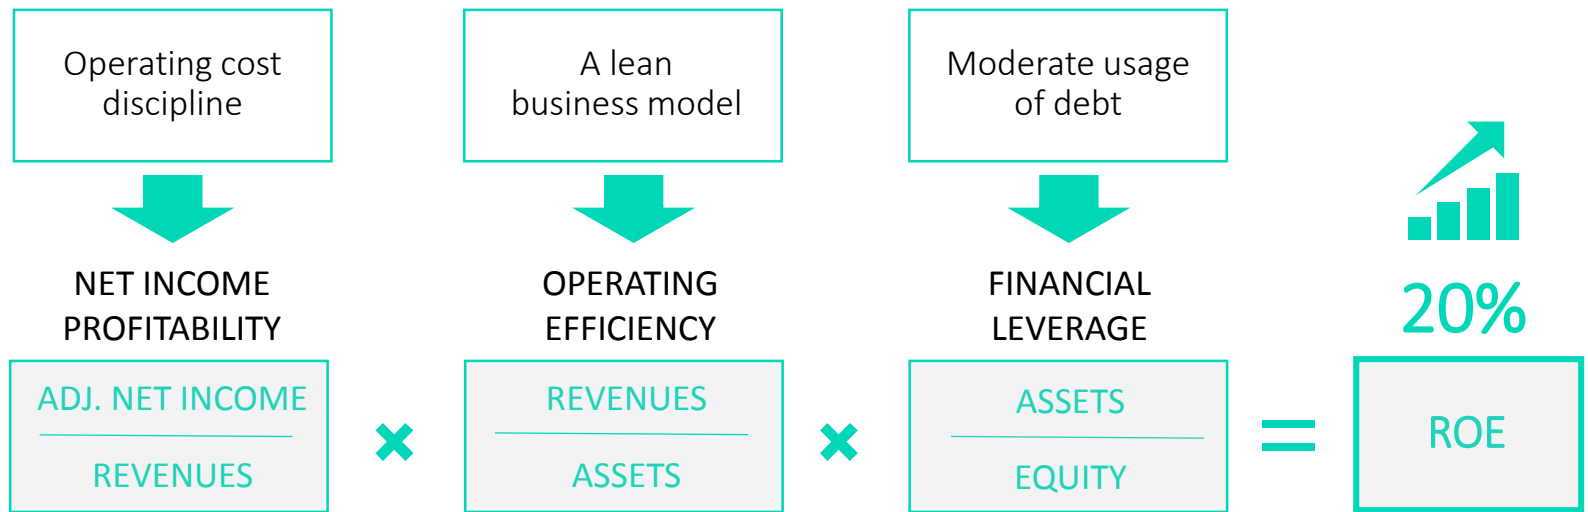 Operating cost
discipline
A lean
business model
Moderate usage
of debt
NET INCOME
PROFITABILITY
OPERATING
EFFICIENCY
FINANCIAL
LEVERAGE
20%
ADJ. NET INCOME
REVENUES
×
REVENUES
ASSETS
×
ASSETS
EQUITY
=
ROE